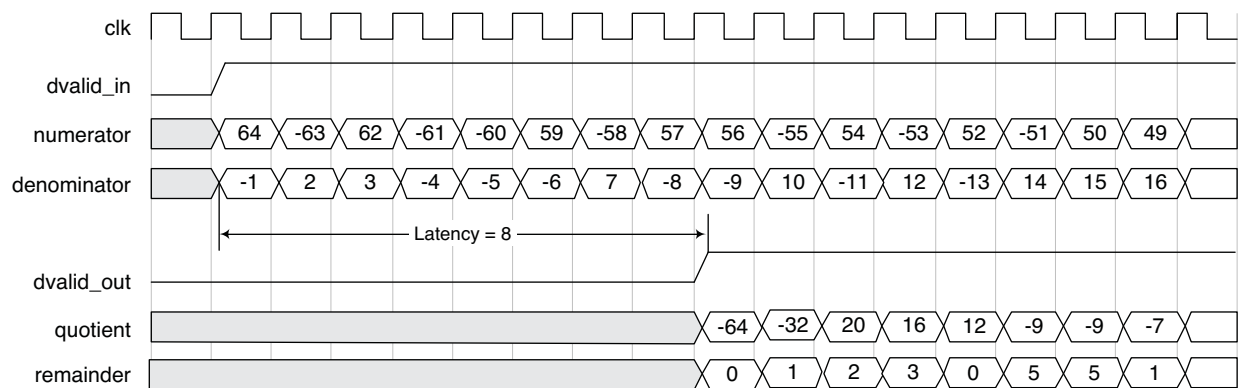 clk
dvalid_in
numerator 64 -63 62 -61 -60 59 -58 57 56 -55 54 -53 52 -51 50 49
denominator -1 2 3 -4 -5 -6 7 -8 -9 10 -11 12 -13 14 15 16
Latency = 8
dvalid_out
quotient -64 -32 20 16 12 -9 -9 -7
remainder 0 1 2 3 0 5 5 1